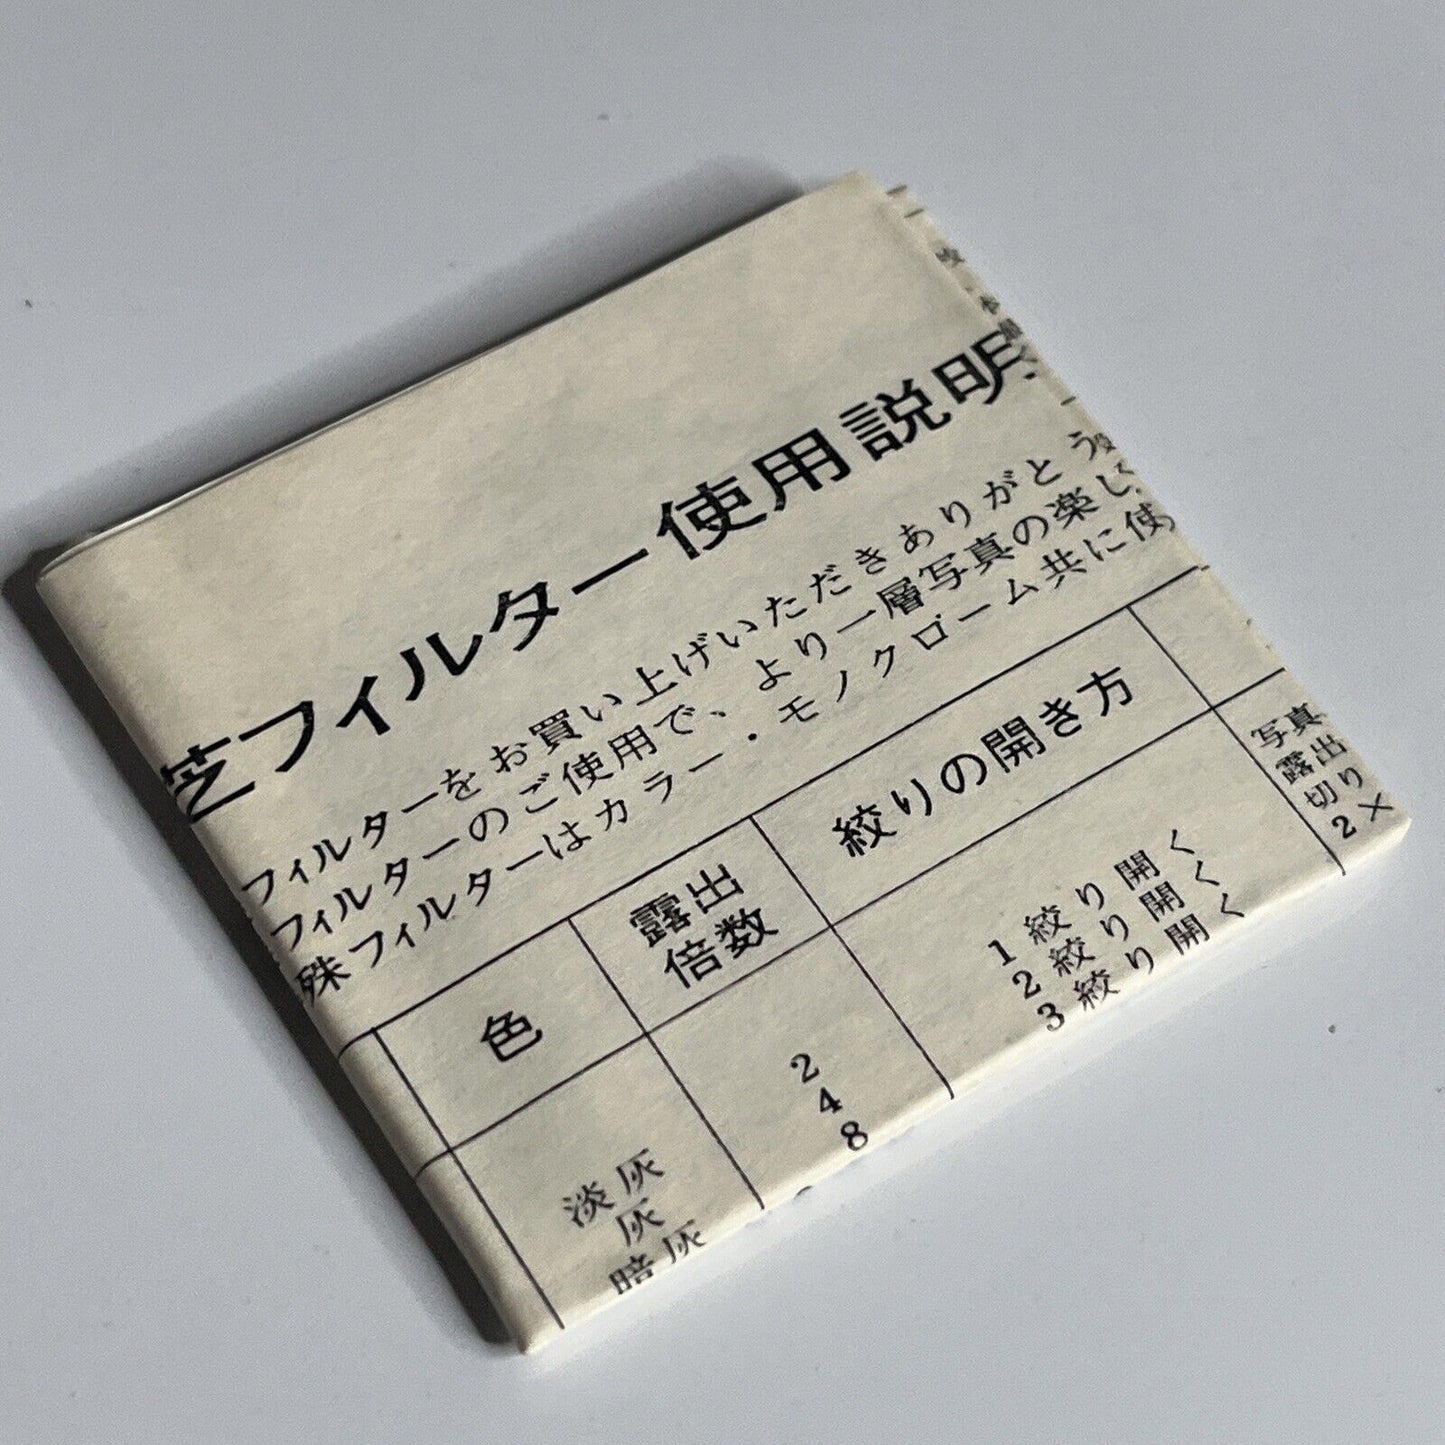 芝フィルター使用説明
フィルターをお買い上げいただきありがとう
フィルターのご使用で、より一層写真の楽し
殊フィルターはカラー・モノクローム共に使
色
露出
倍数
絞りの開き方
淡灰
灰
暗灰
2
4
8
1絞り開く
2絞り開く
3絞り開く
写真
露出
切り
2×